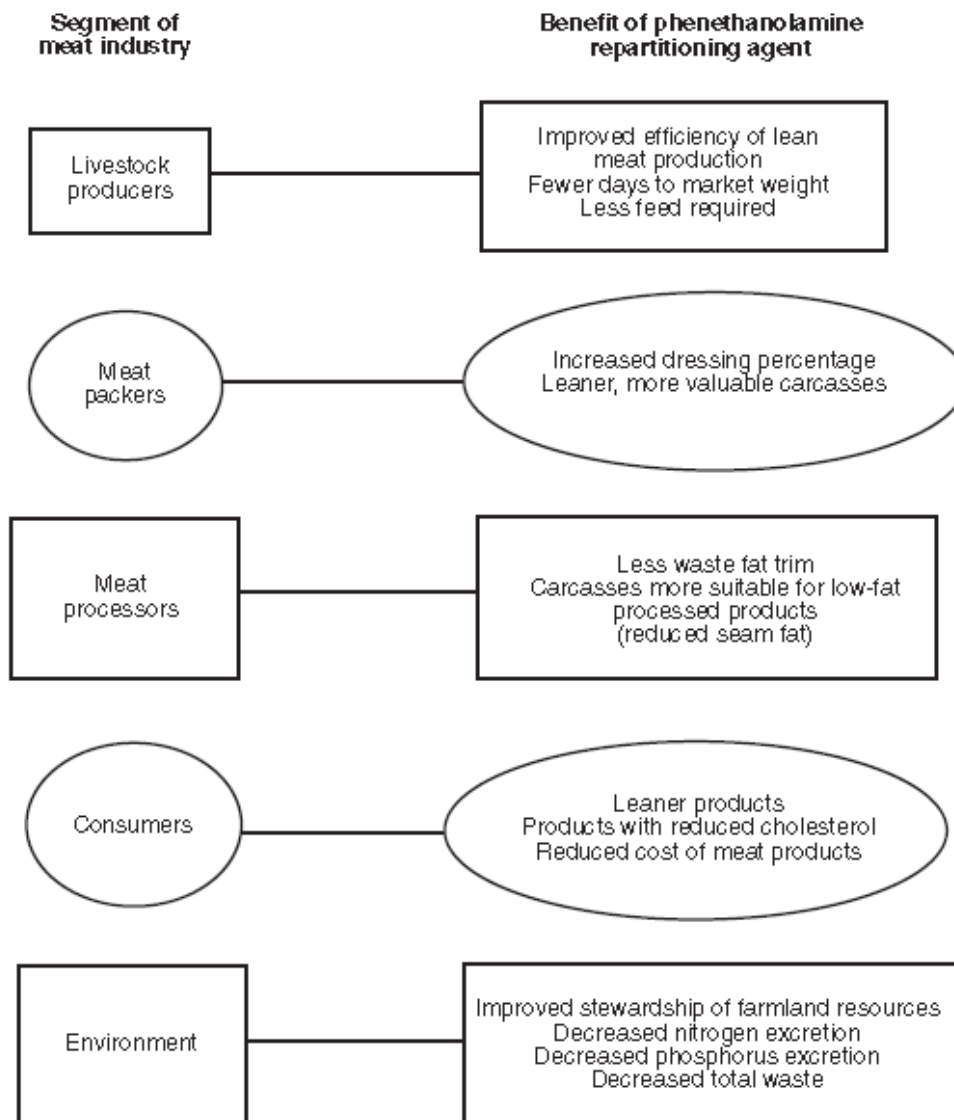 Segment of
meat industry
Benefit of phenethanolamine
repartitioning agent
Livestock
producers
Improved efficiency of lean
meat production
Fewer days to market weight
Less feed required
Meat
packers
Increased dressing percentage
Leaner, more valuable carcasses
Meat
processors
Less waste fat trim
Carcasses more suitable for low-fat
processed products
(reduced seam fat)
Consumers
Leaner products
Products with reduced cholesterol
Reduced cost of meat products
Environment
Improved stewardship of farmland resources
Decreased nitrogen excretion
Decreased phosphorus excretion
Decreased total waste